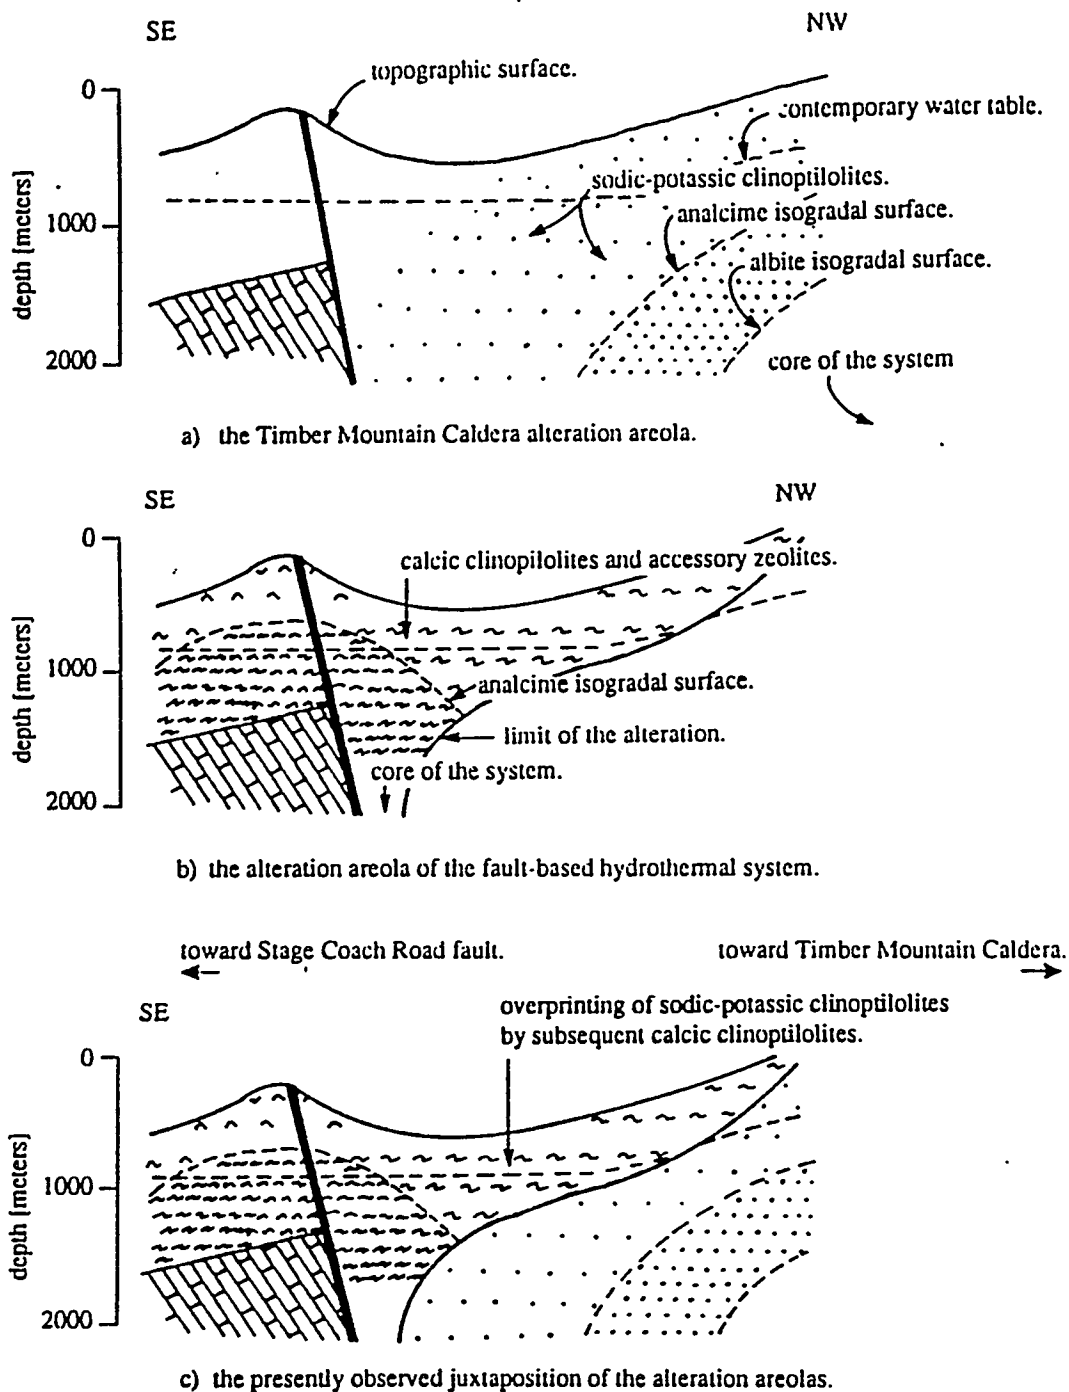 SE
NW
topographic surface.
0
contemporary water table.
sodic-potassic clinoptilolites.
analcime isogradal surface.
1000
albite isogradal surface.
depth [meters]
2000
core of the system
a) the Timber Mountain Caldera alteration areola.
SE
NW
0
calcic clinopilolites and accessory zeolites.
depth [meters]
1000
analcime isogradal surface.
limit of the alteration.
core of the system.
2000
b) the alteration areola of the fault-based hydrothermal system.
toward Stage Coach Road fault.
toward Timber Mountain Caldera.
SE
overprinting of sodic-potassic clinoptilolites
by subsequent calcic clinoptilolites.
0
1000
depth [meters]
2000
c) the presently observed juxtaposition of the alteration areolas.